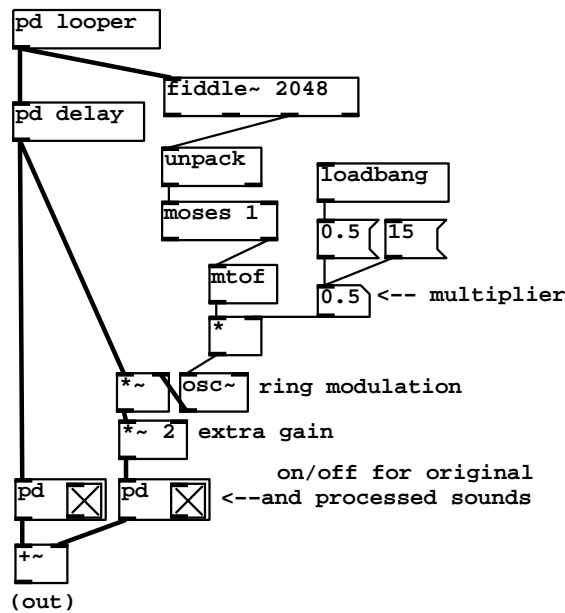 pd looper
fiddle~ 2048
pd delay
unpack
loadbang
moses 1
0.5
15
mtof
0.5
<-- multiplier
*
*~
osc~
ring modulation
*~ 2
extra gain
on/off for original
pd
pd
<--and processed sounds
+~
(out)